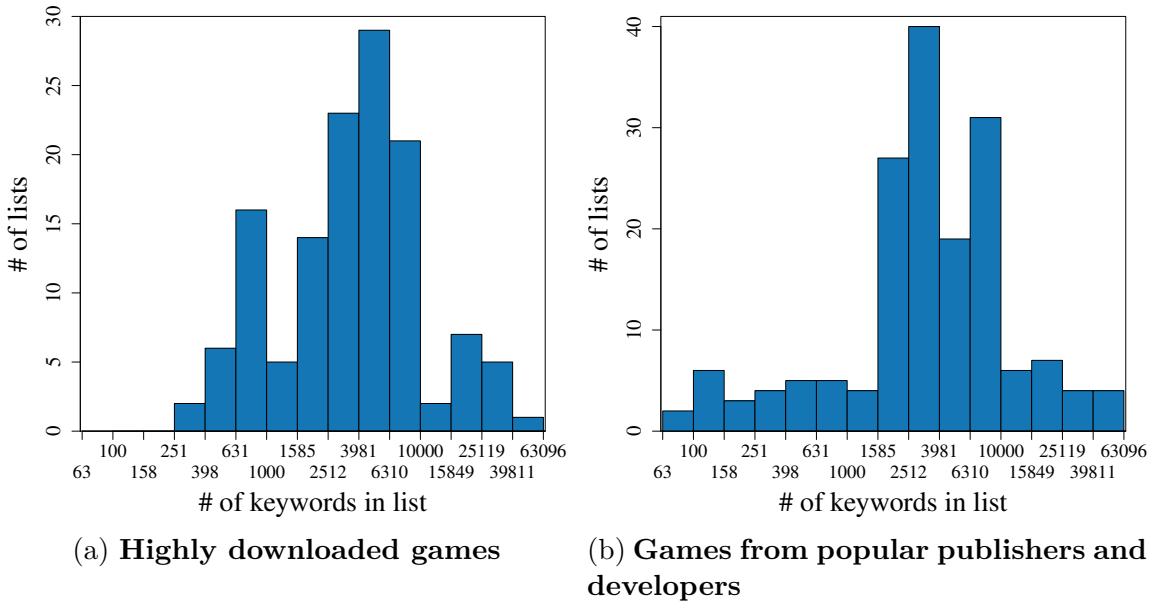 30
25
20
15
10
5
0
# of lists
100 251 631 1585 3981 10000 25119 63096
63 158 398 1000 2512 6310 15849 39811
# of keywords in list
(a) Highly downloaded games
40
30
20
10
0
# of lists
100 251 631 1585 3981 10000 25119 63096
63 158 398 1000 2512 6310 15849 39811
# of keywords in list
(b) Games from popular publishers and
developers